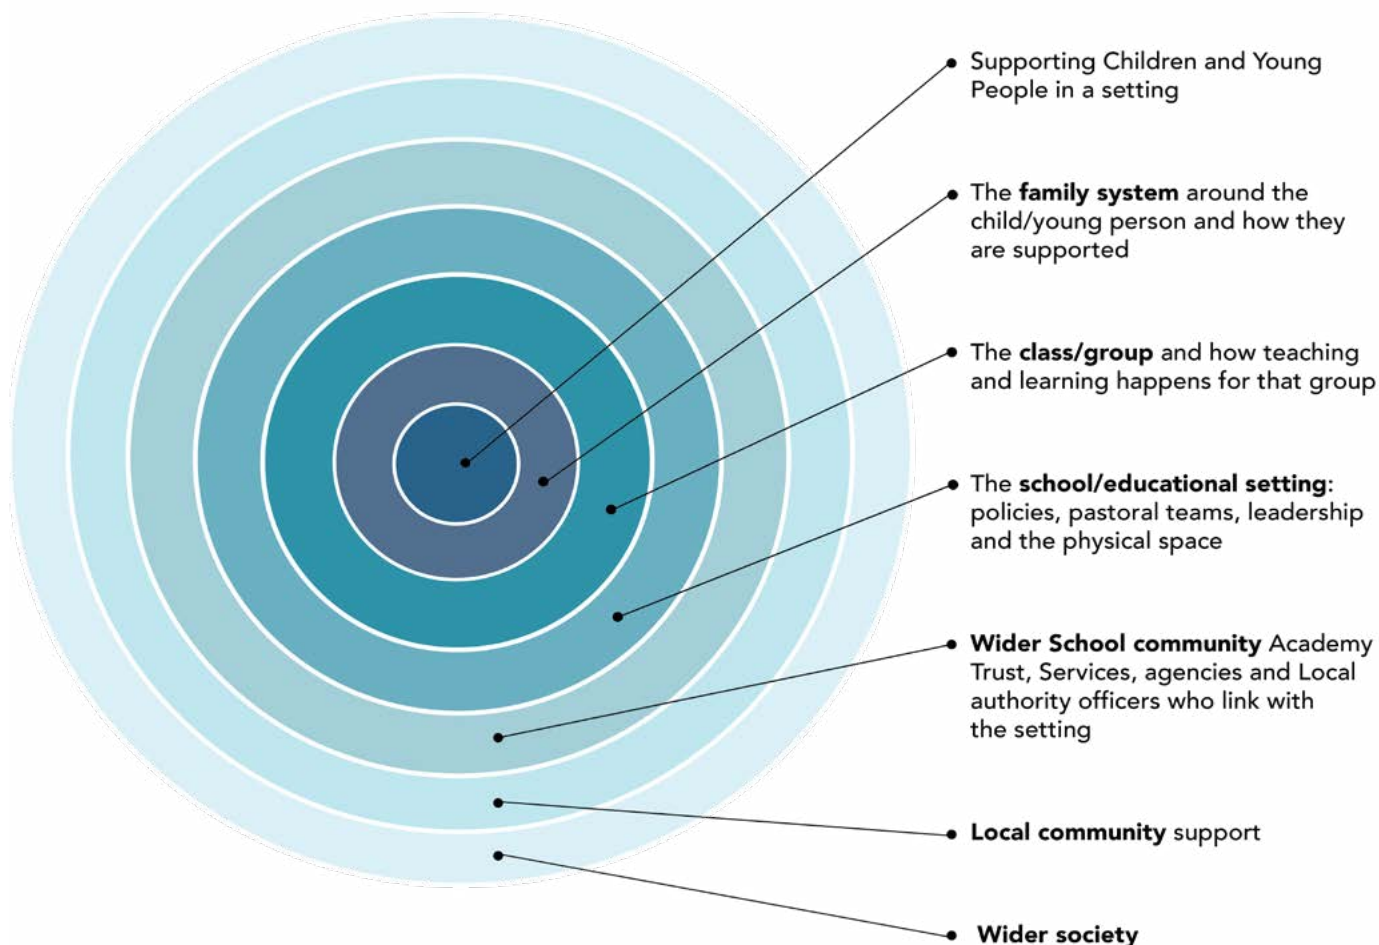 Supporting Children and Young
People in a setting
The family system around the
child/young person and how they
are supported
The class/group and how teaching
and learning happens for that group
The school/educational setting:
policies, pastoral teams, leadership
and the physical space
Wider School community Academy
Trust, Services, agencies and Local
authority officers who link with
the setting
Local community support
Wider society